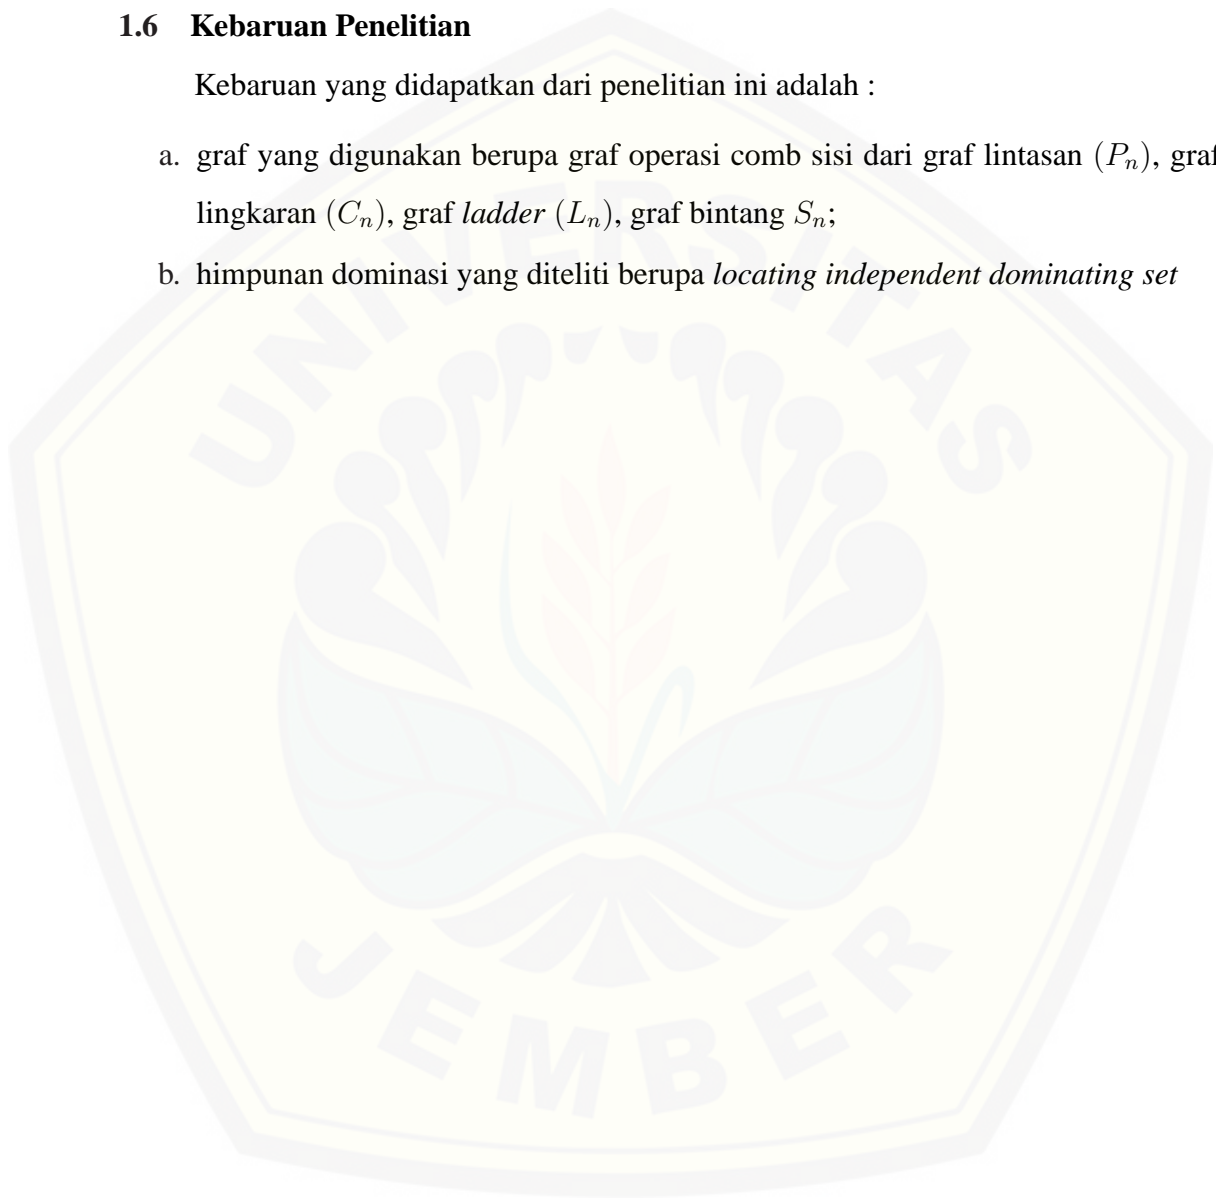 1.6 Kebaruan Penelitian
Kebaruan yang didapatkan dari penelitian ini adalah :
a. graf yang digunakan berupa graf operasi comb sisi dari graf lintasan (Pₙ), graf
lingkaran (Cₙ), graf ladder (Lₙ), graf bintang Sₙ;
b. himpunan dominasi yang diteliti berupa locating independent dominating set
UNIVERSITAS
JEMBER